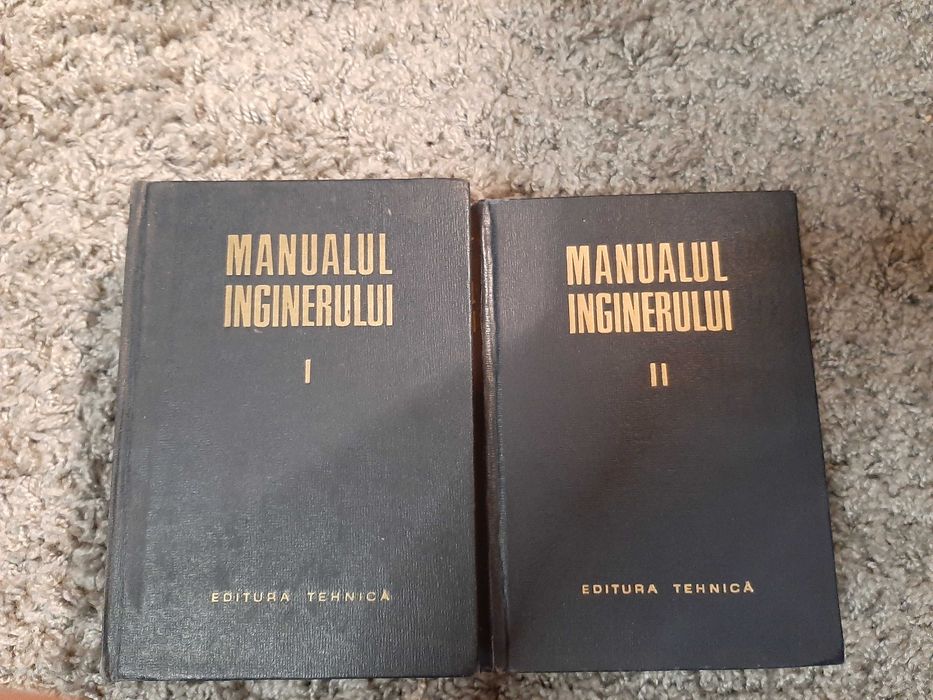 MANUALUL
INGINERULUI
I
EDITURA TEHNICĂ
MANUALUL
INGINERULUI
II
EDITURA TEHNICĂ